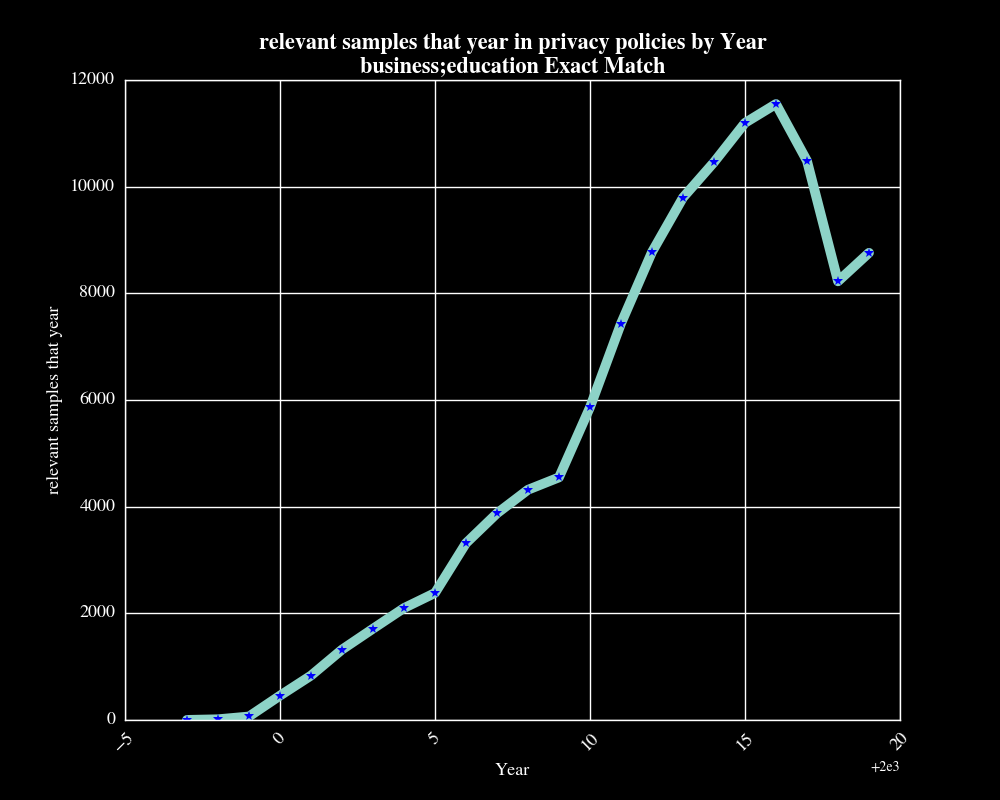 relevant samples that year in privacy policies by Year
business;education Exact Match
12000
10000
8000
6000
4000
2000
0
relevant samples that year
-5
0
5
10
15
20
Year
+2e3